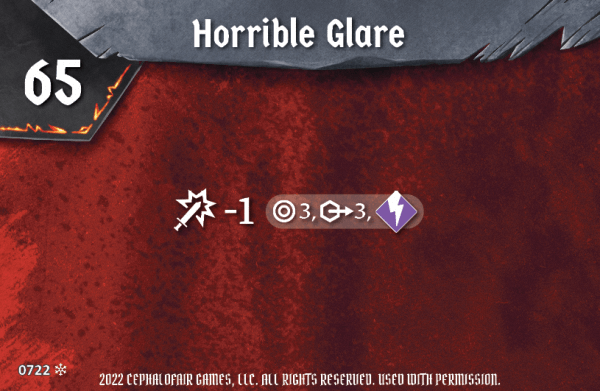 Horrible Glare
65
-1 3, 3,
0722
2022 CEPHALOFAIR GAMES, LLC. ALL RIGHTS RESERVED. USED WITH PERMISSION.